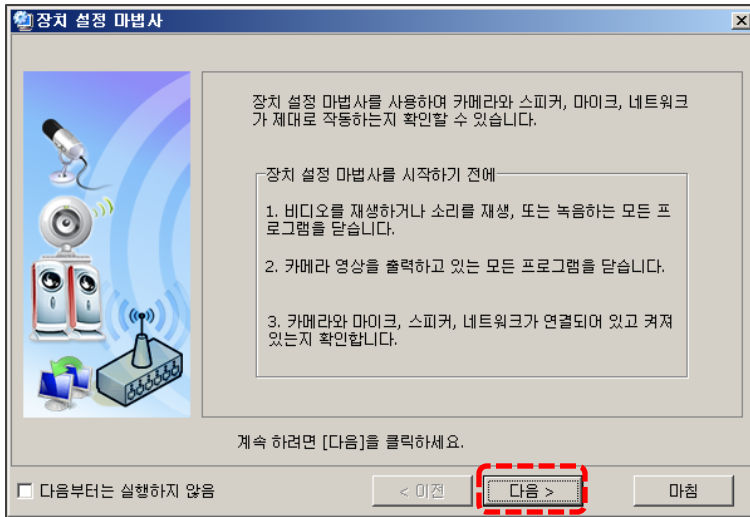 장치 설정 마법사
장치 설정 마법사를 사용하여 카메라와 스피커, 마이크, 네트워크
가 제대로 작동하는지 확인할 수 있습니다.
장치 설정 마법사를 시작하기 전에
1. 비디오를 재생하거나 소리를 재생, 또는 녹음하는 모든 프
로그램을 닫습니다.
2. 카메라 영상을 출력하고 있는 모든 프로그램을 닫습니다.
3. 카메라와 마이크, 스피커, 네트워크가 연결되어 있고 켜져
있는지 확인합니다.
계속 하려면 [다음]을 클릭하세요.
다음부터는 실행하지 않음
< 이전
다음 >
마침